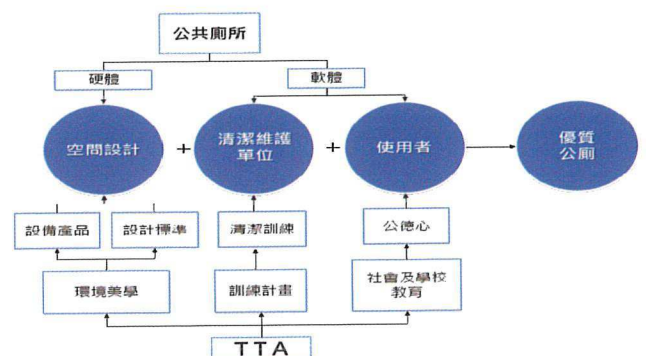 公共廁所
硬體
軟體
空間設計
+
清潔維護
單位
+
使用者
優質
公厠
設備產品
設計標準
清潔訓練
公德心
環境美學
訓練計畫
社會及學校
教育
TTA